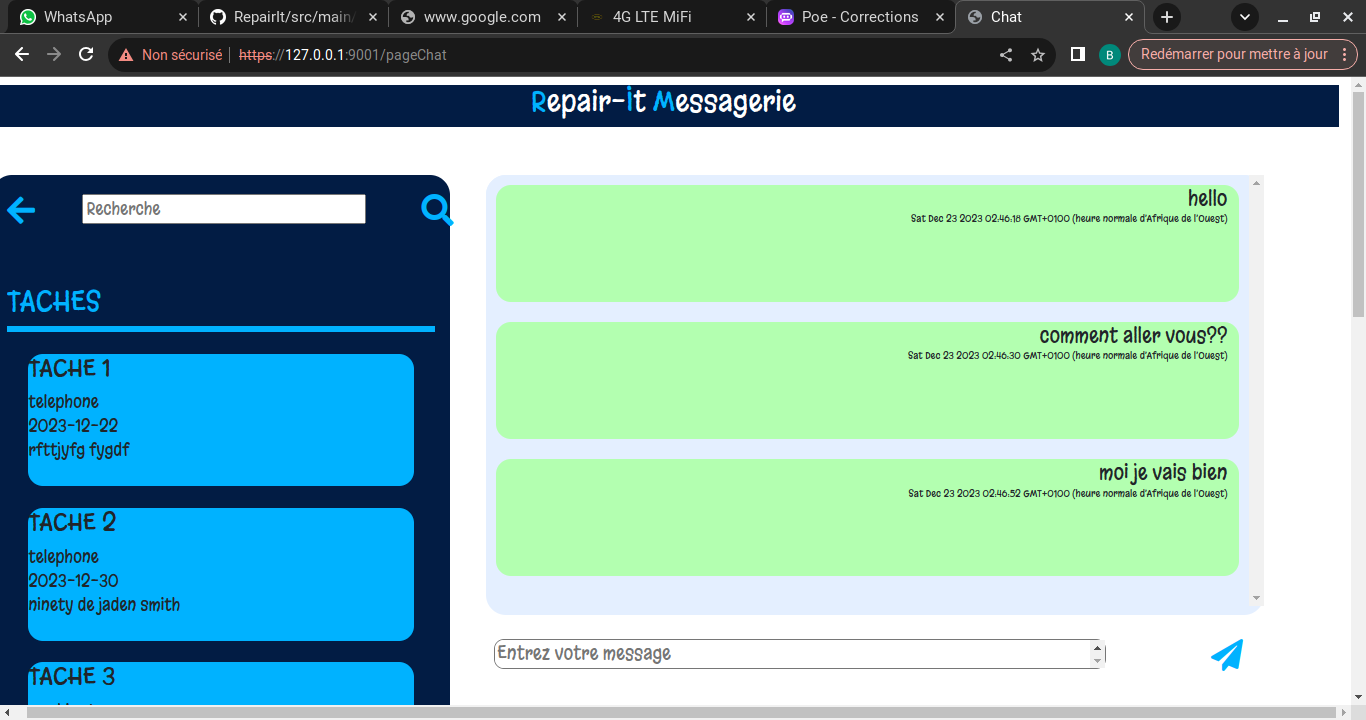 WhatsApp
RepairIt/src/main/
www.google.com
4G LTE MiFi
Poe - Corrections
Chat
Non sécurisé
https://127.0.0.1:9001/pageChat
B
Redémarrer pour mettre à jour
Repair-it Messagerie
Recherche
TACHES
TACHE 1
telephone
2023-12-22
rfttjyfg fygdf
TACHE 2
telephone
2023-12-30
ninety de jaden smith
TACHE 3
hello
Sat Dec 23 2023 02:46:18 GMT+0100 (heure normale d'Afrique de l'Ouest)
comment aller vous??
Sat Dec 23 2023 02:46:30 GMT+0100 (heure normale d'Afrique de l'Ouest)
moi je vais bien
Sat Dec 23 2023 02:46:52 GMT+0100 (heure normale d'Afrique de l'Ouest)
Entrez votre message